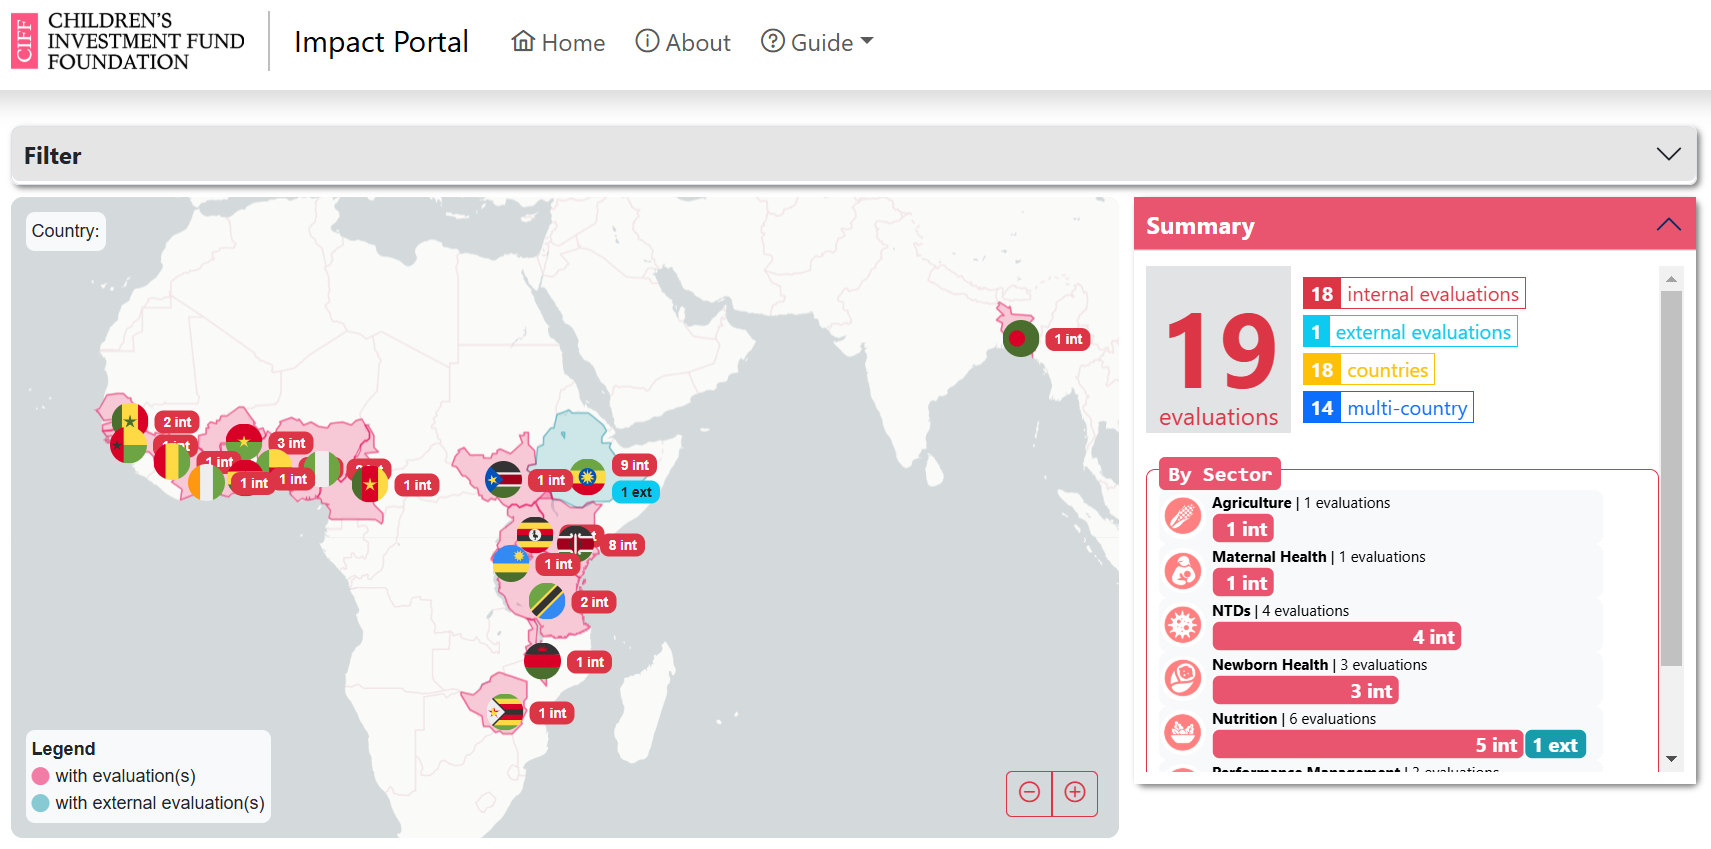 CIFF
CHILDREN'S
INVESTMENT FUND
FOUNDATION
Impact Portal
Home
About
Guide
Filter
Country:
1 int
2 int
1 int
3 int
1 int
1 int
1 int
1 int
9 int
1 int
1 ext
8 int
1 int
2 int
1 int
1 int
Legend
with evaluation(s)
with external evaluation(s)
Summary
19
evaluations
18 internal evaluations
1 external evaluations
18 countries
14 multi-country
By Sector
Agriculture | 1 evaluations
1 int
Maternal Health | 1 evaluations
1 int
NTDs | 4 evaluations
4 int
Newborn Health | 3 evaluations
3 int
Nutrition | 6 evaluations
5 int 1 ext
Performance Management | 3 evaluations